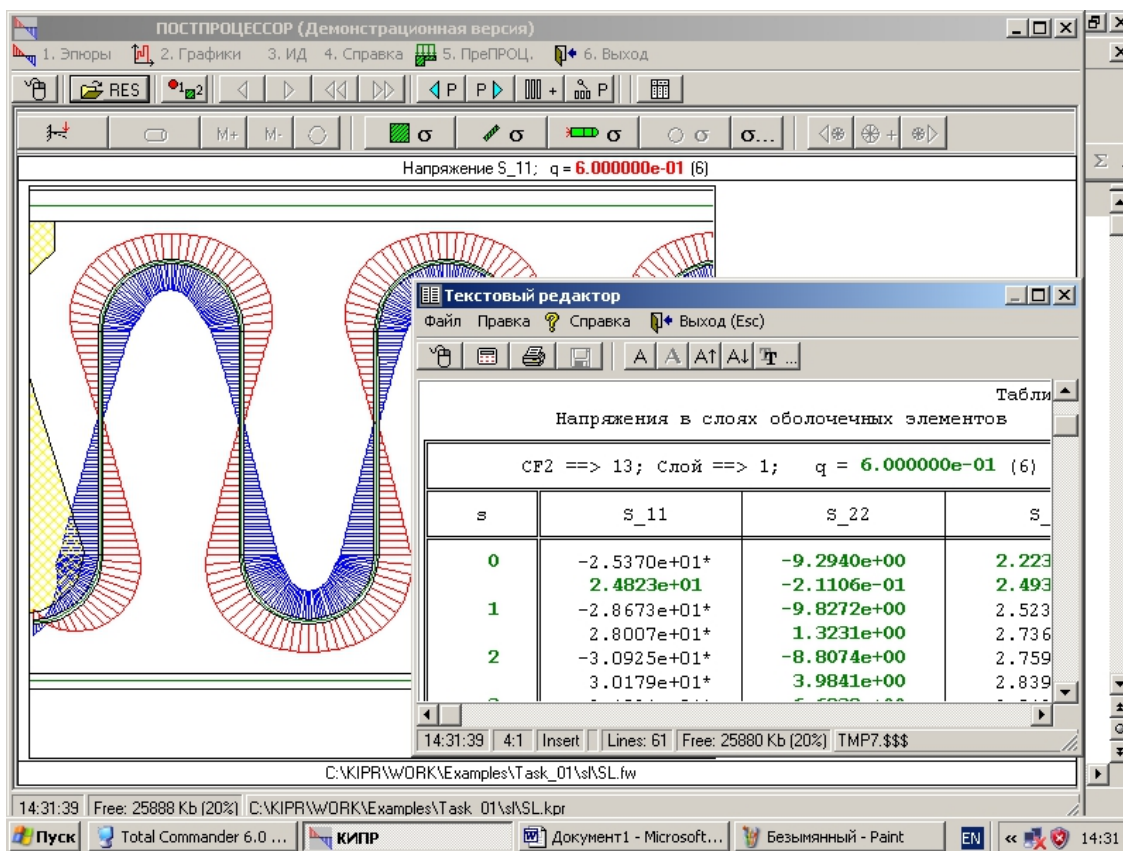 ПОСТПРОЦЕССОР (Демонстрационная версия)
1. Эпюры 2. Графики 3. ИД 4. Справка 5. ПреПРОЦ. 6. Выход
RES 1 2 P P + P
M+ M- σ σ σ σ σ... +
Напряжение S_11; q = 6.000000e-01 (6)
Текстовый редактор
Файл Правка Справка Выход (Esc)
A A A↑ A↓ Tт ...
Табли
Напряжения в слоях оболочечных элементов
CF2 ==> 13; Слой ==> 1; q = 6.000000e-01 (6)
s S_11 S_22 S_
0 -2.5370e+01* -9.2940e+00 2.223
2.4823e+01 -2.1106e-01 2.493
1 -2.8673e+01* -9.8272e+00 2.523
2.8007e+01* 1.3231e+00 2.736
2 -3.0925e+01* -8.8074e+00 2.759
3.0179e+01* 3.9841e+00 2.839
14:31:39 4:1 Insert Lines: 61 Free: 25880 Kb (20%) TMP7.$$$
C:\KIPR\WORK\Examples\Task_01\sl\SL.fw
14:31:39 Free: 25888 Kb (20%) C:\KIPR\WORK\Examples\Task_01\sl\SL.kpr
Пуск Total Commander 6.0 ... КИПР Документ1 - Microsoft... Безымянный - Paint EN « 14:31